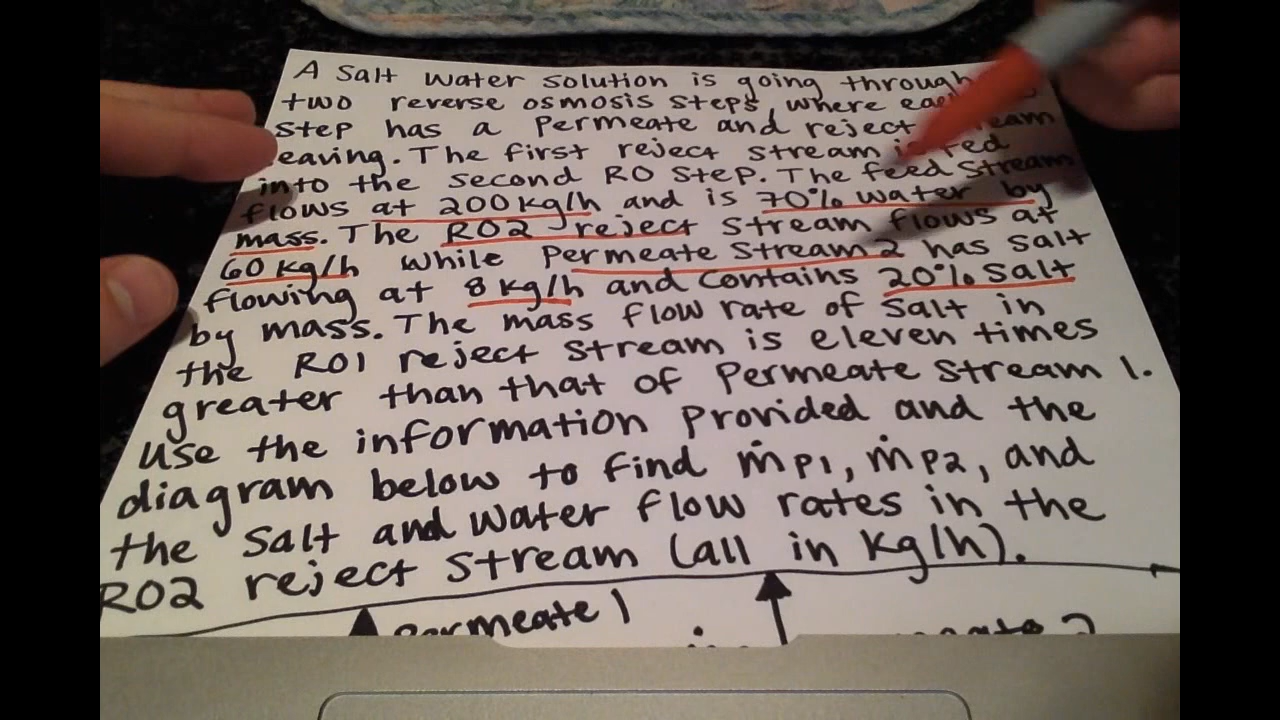 A salt water solution is going through
two reverse osmosis steps, where
step has a permeate and reject
leaving. The first reject stream is fed
into the second RO step. The feed stream
flows at 200 kg/h and is 70% water by
mass. The RO2 reject stream flows at
60 kg/h while permeate stream 2 has salt
flowing at 8 kg/h and contains 20% salt
by mass. The mass flow rate of salt in
the RO1 reject stream is eleven times
greater than that of permeate stream 1.
use the information provided and the
diagram below to find ṁp1, ṁp2, and
the salt and water flow rates in the
RO2 reject stream (all in kg/h).
Permeate 1